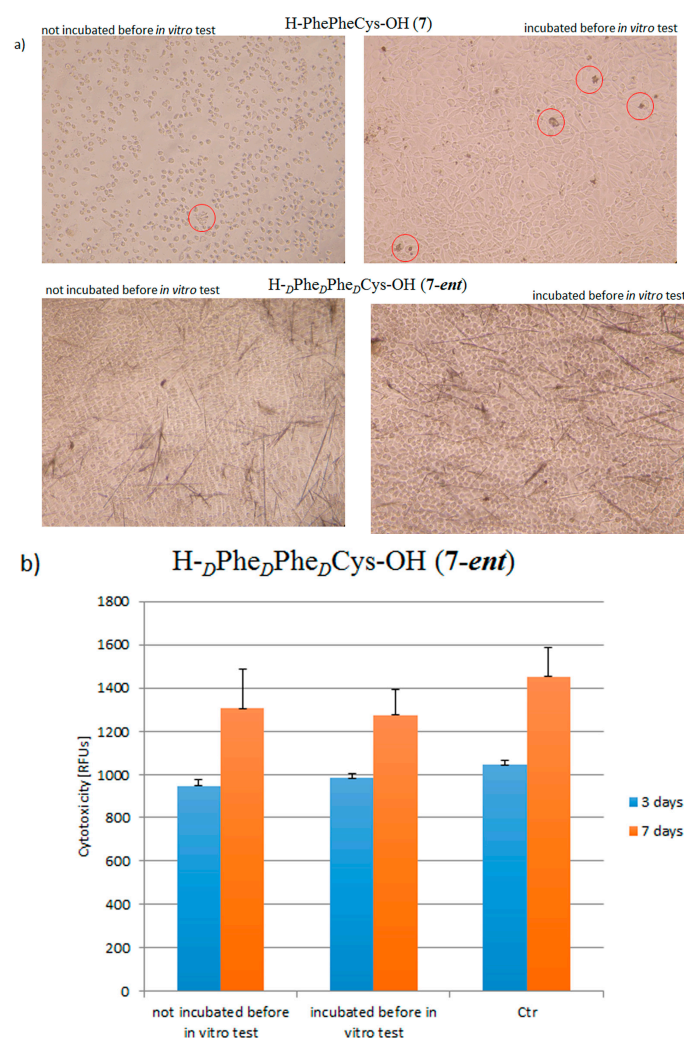 H-PhePheCys-OH (7)
not incubated before in vitro test
incubated before in vitro test
a)
H-DPheDPheDCys-OH (7-ent)
not incubated before in vitro test
incubated before in vitro test
b)
H-DPheDPheDCys-OH (7-ent)
1800
1600
1400
1200
1000
800
600
400
200
0
Cytotoxicity [RFUs]
3 days
7 days
not incubated before
in vitro test
incubated before in
vitro test
Ctr